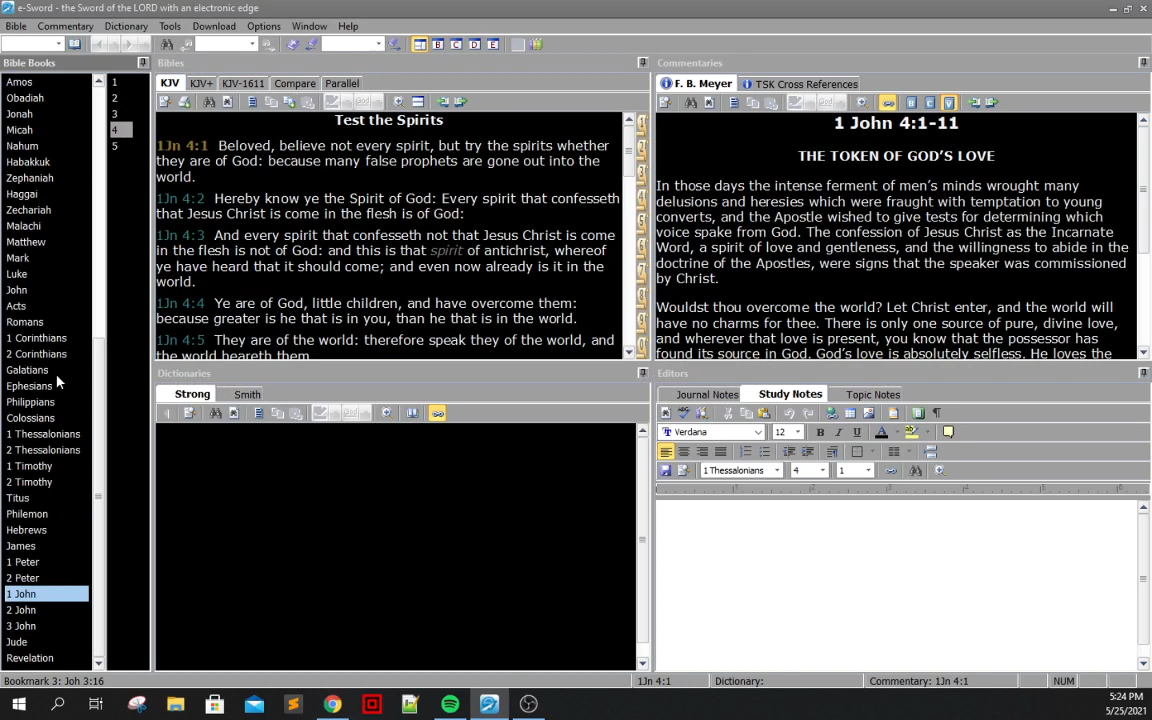 e-Sword - the Sword of the LORD with an electronic edge
Bible Commentary Dictionary Tools Download Options Window Help
B C D E
Bible Books
Amos
Obadiah
Jonah
Micah
Nahum
Habakkuk
Zephaniah
Haggai
Zechariah
Malachi
Matthew
Mark
Luke
John
Acts
Romans
1 Corinthians
2 Corinthians
Galatians
Ephesians
Philippians
Colossians
1 Thessalonians
2 Thessalonians
1 Timothy
2 Timothy
Titus
Philemon
Hebrews
James
1 Peter
2 Peter
1 John
2 John
3 John
Jude
Revelation
1
2
3
4
5
Bibles
KJV KJV+ KJV-1611 Compare Parallel
Test the Spirits
1Jn 4:1 Beloved, believe not every spirit, but try the spirits whether
they are of God: because many false prophets are gone out into the
world.
1Jn 4:2 Hereby know ye the Spirit of God: Every spirit that confesseth
that Jesus Christ is come in the flesh is of God:
1Jn 4:3 And every spirit that confesseth not that Jesus Christ is come
in the flesh is not of God: and this is that spirit of antichrist, whereof
ye have heard that it should come; and even now already is it in the
world.
1Jn 4:4 Ye are of God, little children, and have overcome them:
because greater is he that is in you, than he that is in the world.
1Jn 4:5 They are of the world: therefore speak they of the world, and
the world heareth them.
Commentaries
F. B. Meyer TSK Cross References
B C V
1 John 4:1-11
THE TOKEN OF GOD'S LOVE
In those days the intense ferment of men's minds wrought many
delusions and heresies which were fraught with temptation to young
converts, and the Apostle wished to give tests for determining which
voice spake from God. The confession of Jesus Christ as the Incarnate
Word, a spirit of love and gentleness, and the willingness to abide in the
doctrine of the Apostles, were signs that the speaker was commissioned
by Christ.
Wouldst thou overcome the world? Let Christ enter, and the world will
have no charms for thee. There is only one source of pure, divine love,
and wherever that love is present, you know that the possessor has
found its source in God. God's love is absolutely selfless. He loves the
Dictionaries
Strong Smith
Editors
Journal Notes Study Notes Topic Notes
Verdana 12 B I U A
1 Thessalonians 4 1
Bookmark 3: Joh 3:16
1Jn 4:1 Dictionary: Commentary: 1Jn 4:1 NUM
5:24 PM
5/25/2021